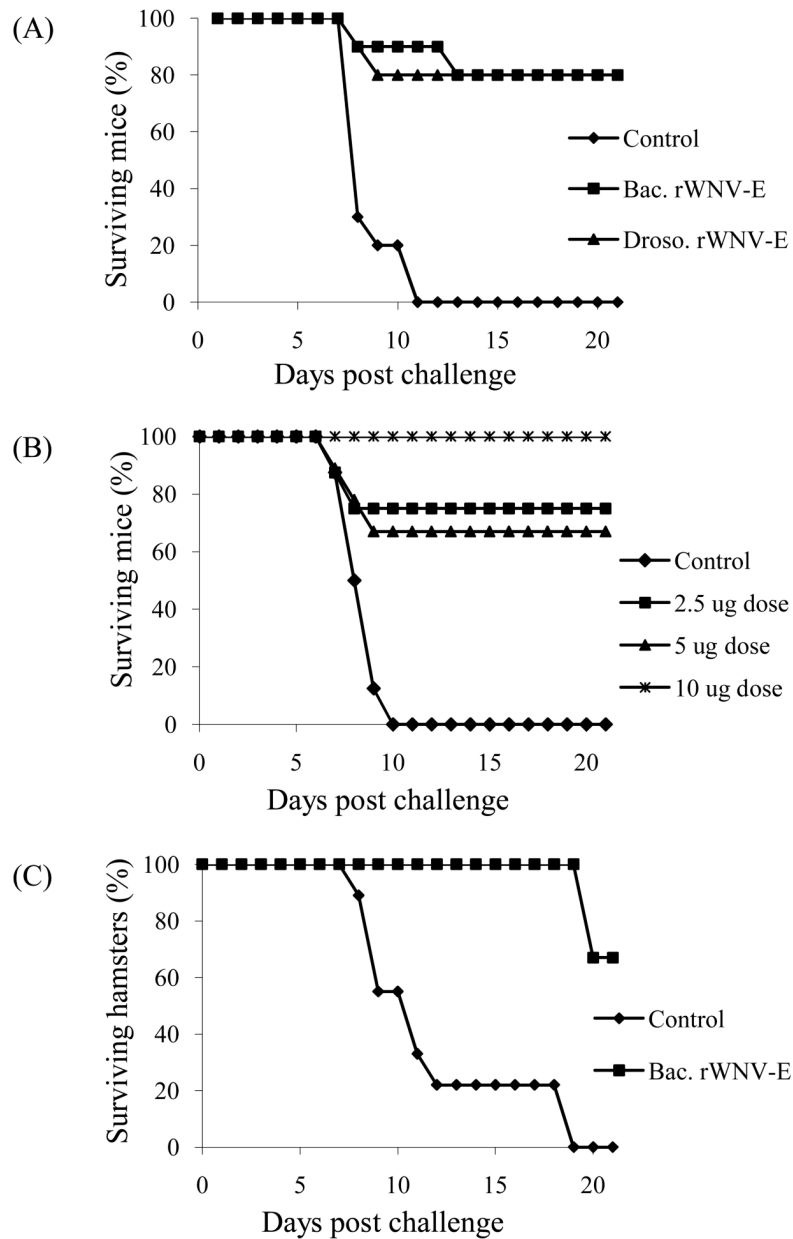 (A)
Surviving mice (%)
100
80
60
40
20
0
0 5 10 15 20
Days post challenge
Control
Bac. rWNV-E
Droso. rWNV-E
(B)
Surviving mice (%)
100
80
60
40
20
0
0 5 10 15 20
Days post challenge
Control
2.5 ug dose
5 ug dose
10 ug dose
(C)
Surviving hamsters (%)
100
80
60
40
20
0
0 5 10 15 20
Days post challenge
Control
Bac. rWNV-E